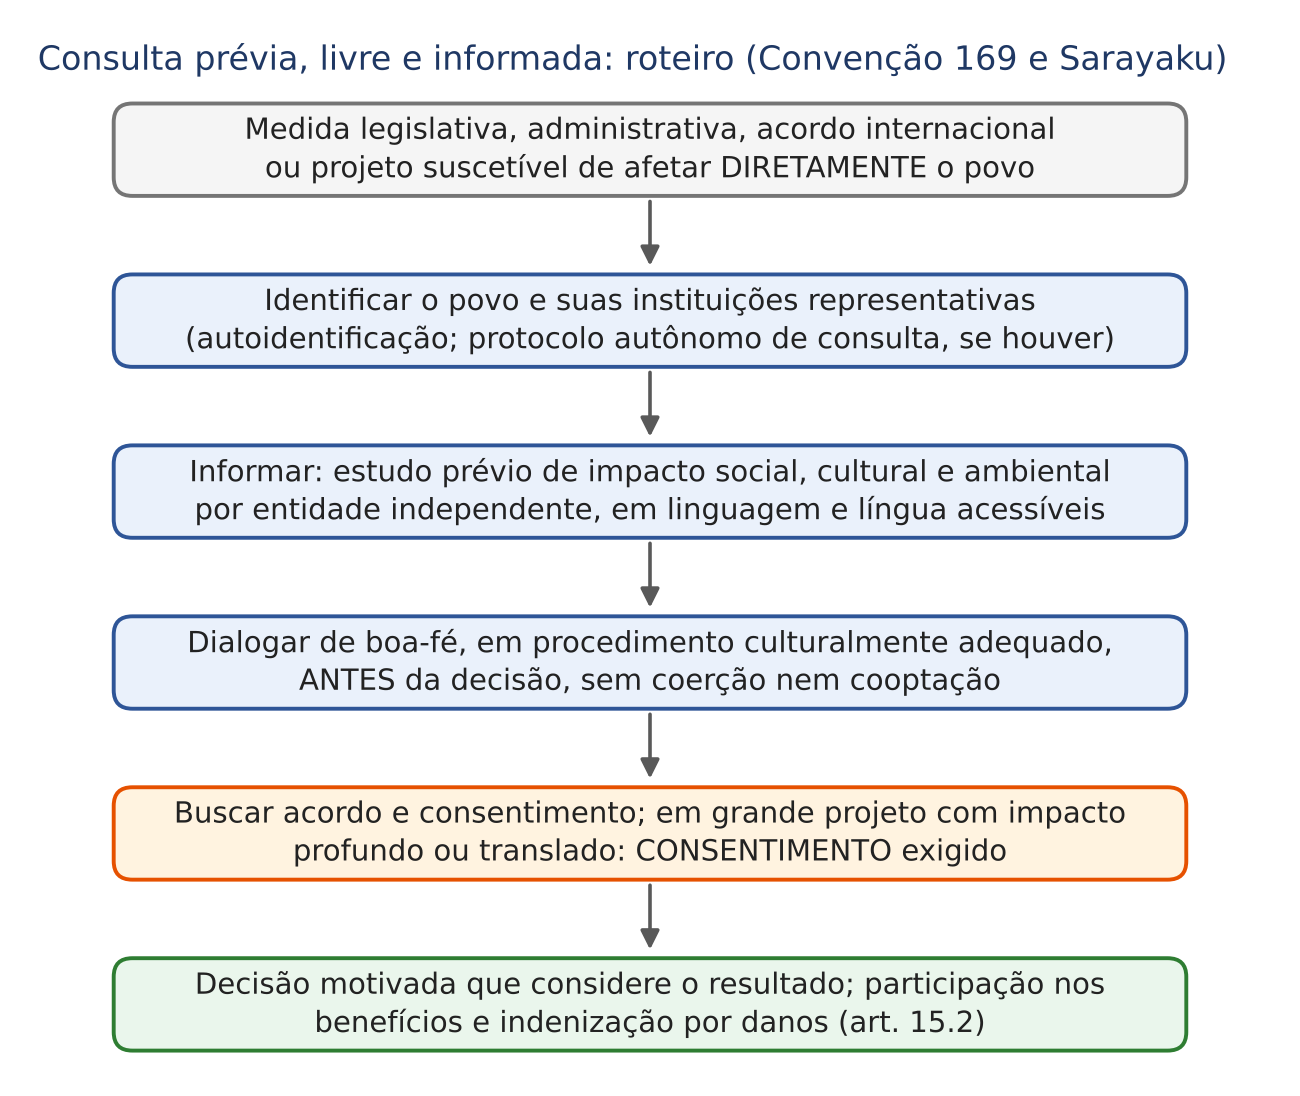 Consulta prévia, livre e informada: roteiro (Convenção 169 e Sarayaku)
Medida legislativa, administrativa, acordo internacional
ou projeto suscetível de afetar DIRETAMENTE o povo
Identificar o povo e suas instituições representativas
(autoidentificação; protocolo autônomo de consulta, se houver)
Informar: estudo prévio de impacto social, cultural e ambiental
por entidade independente, em linguagem e língua acessíveis
Dialogar de boa-fé, em procedimento culturalmente adequado,
ANTES da decisão, sem coerção nem cooptação
Buscar acordo e consentimento; em grande projeto com impacto
profundo ou translado: CONSENTIMENTO exigido
Decisão motivada que considere o resultado; participação nos
benefícios e indenização por danos (art. 15.2)